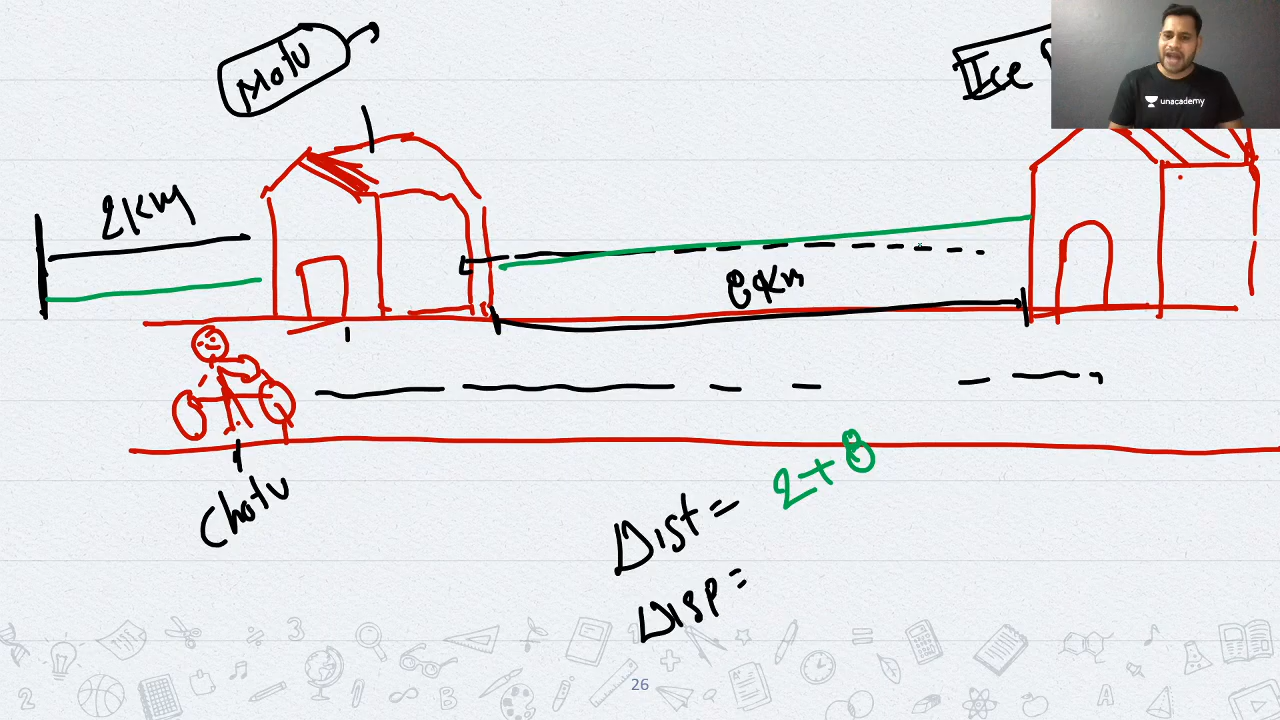 Motu
Ice
unacademy
2Km
8Km
Chotu
Dist = 2+8
Disp =
26